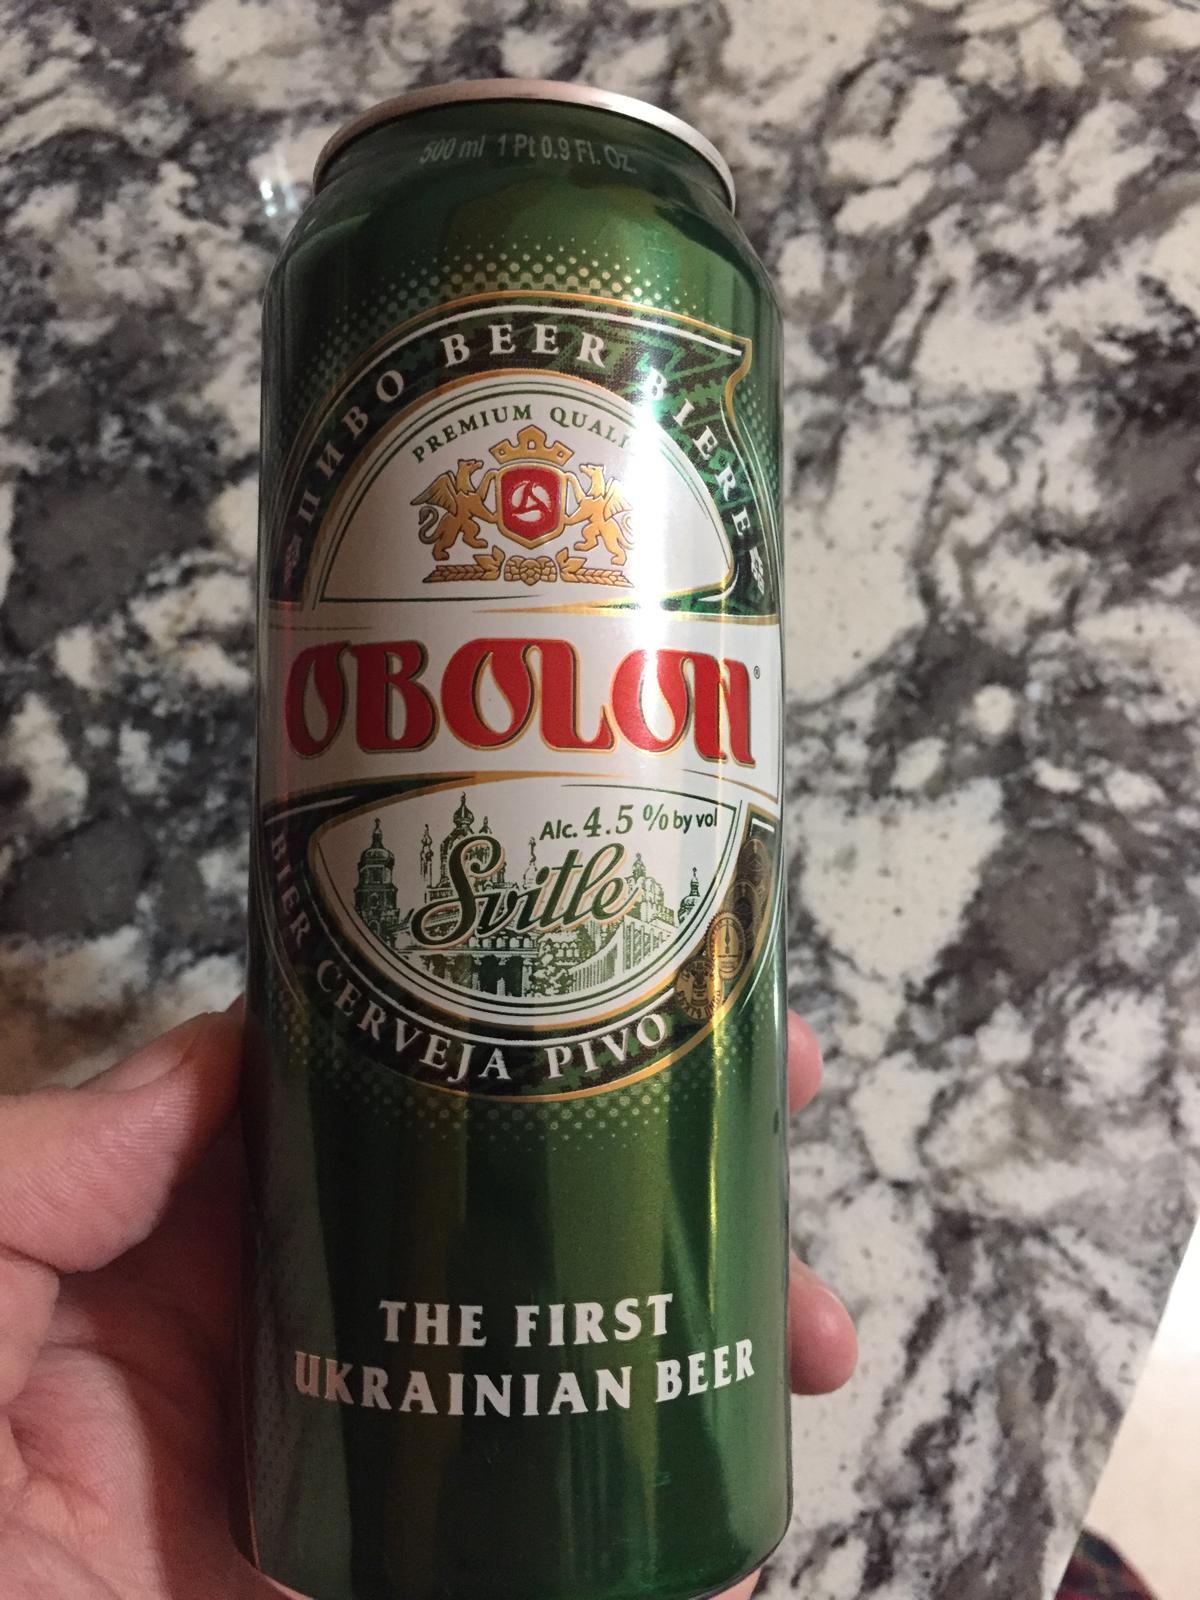 500 ml 1 Pt 0.9 Fl. Oz.
ПИВО BEER BIERE
PREMIUM
OBOLON®
Alc. 4.5 % by vol
Svitle
BIER CERVEJA PIVO
THE FIRST
UKRAINIAN BEER